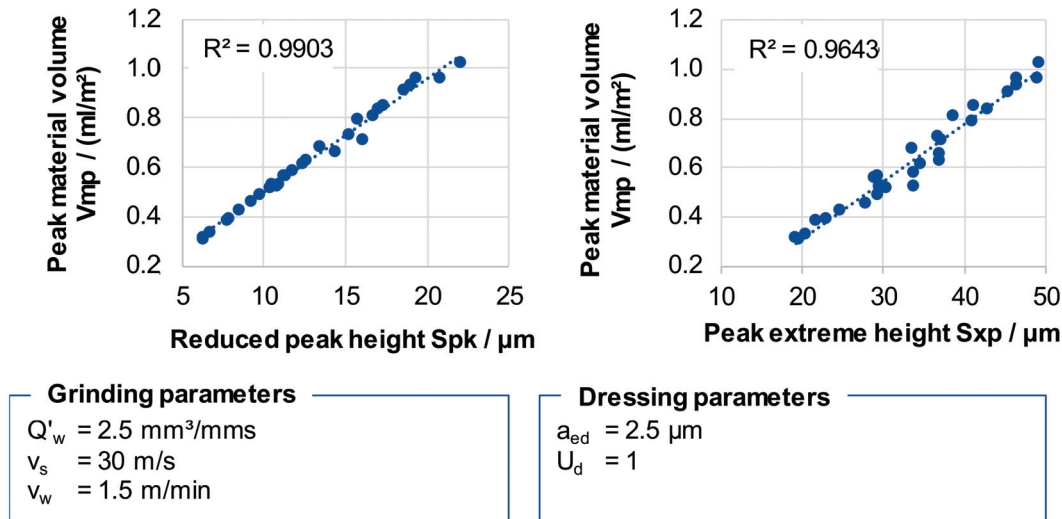 Peak material volume
Vmp / (ml/m²)
1.2
1.0
0.8
0.6
0.4
0.2
R² = 0.9903
5
10
15
20
25
Reduced peak height Spk / µm
Peak material volume
Vmp / (ml/m²)
1.2
1.0
0.8
0.6
0.4
0.2
R² = 0.9643
10
20
30
40
50
Peak extreme height Sxp / µm
Grinding parameters
Q'w = 2.5 mm³/mms
vs = 30 m/s
vw = 1.5 m/min
Dressing parameters
aed = 2.5 µm
Ud = 1